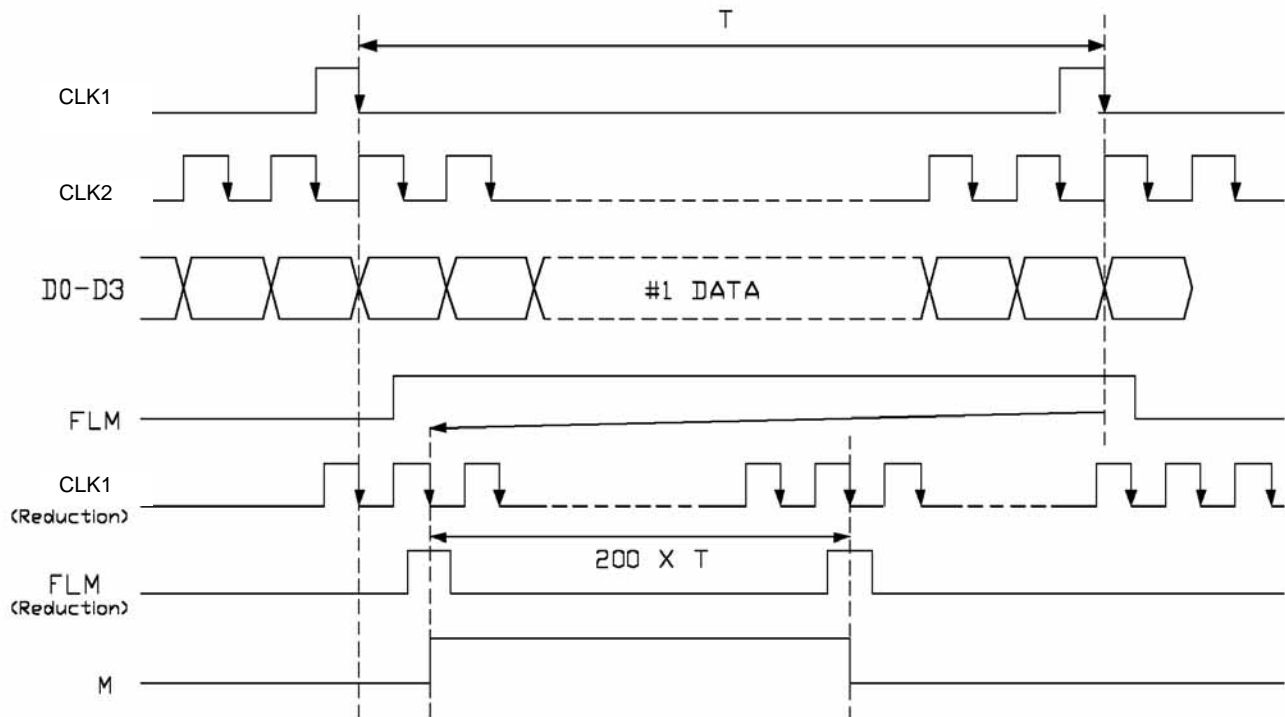 T
CLK1
CLK2
D0-D3
#1 DATA
FLM
CLK1
(Reduction)
200 X T
FLM
(Reduction)
M